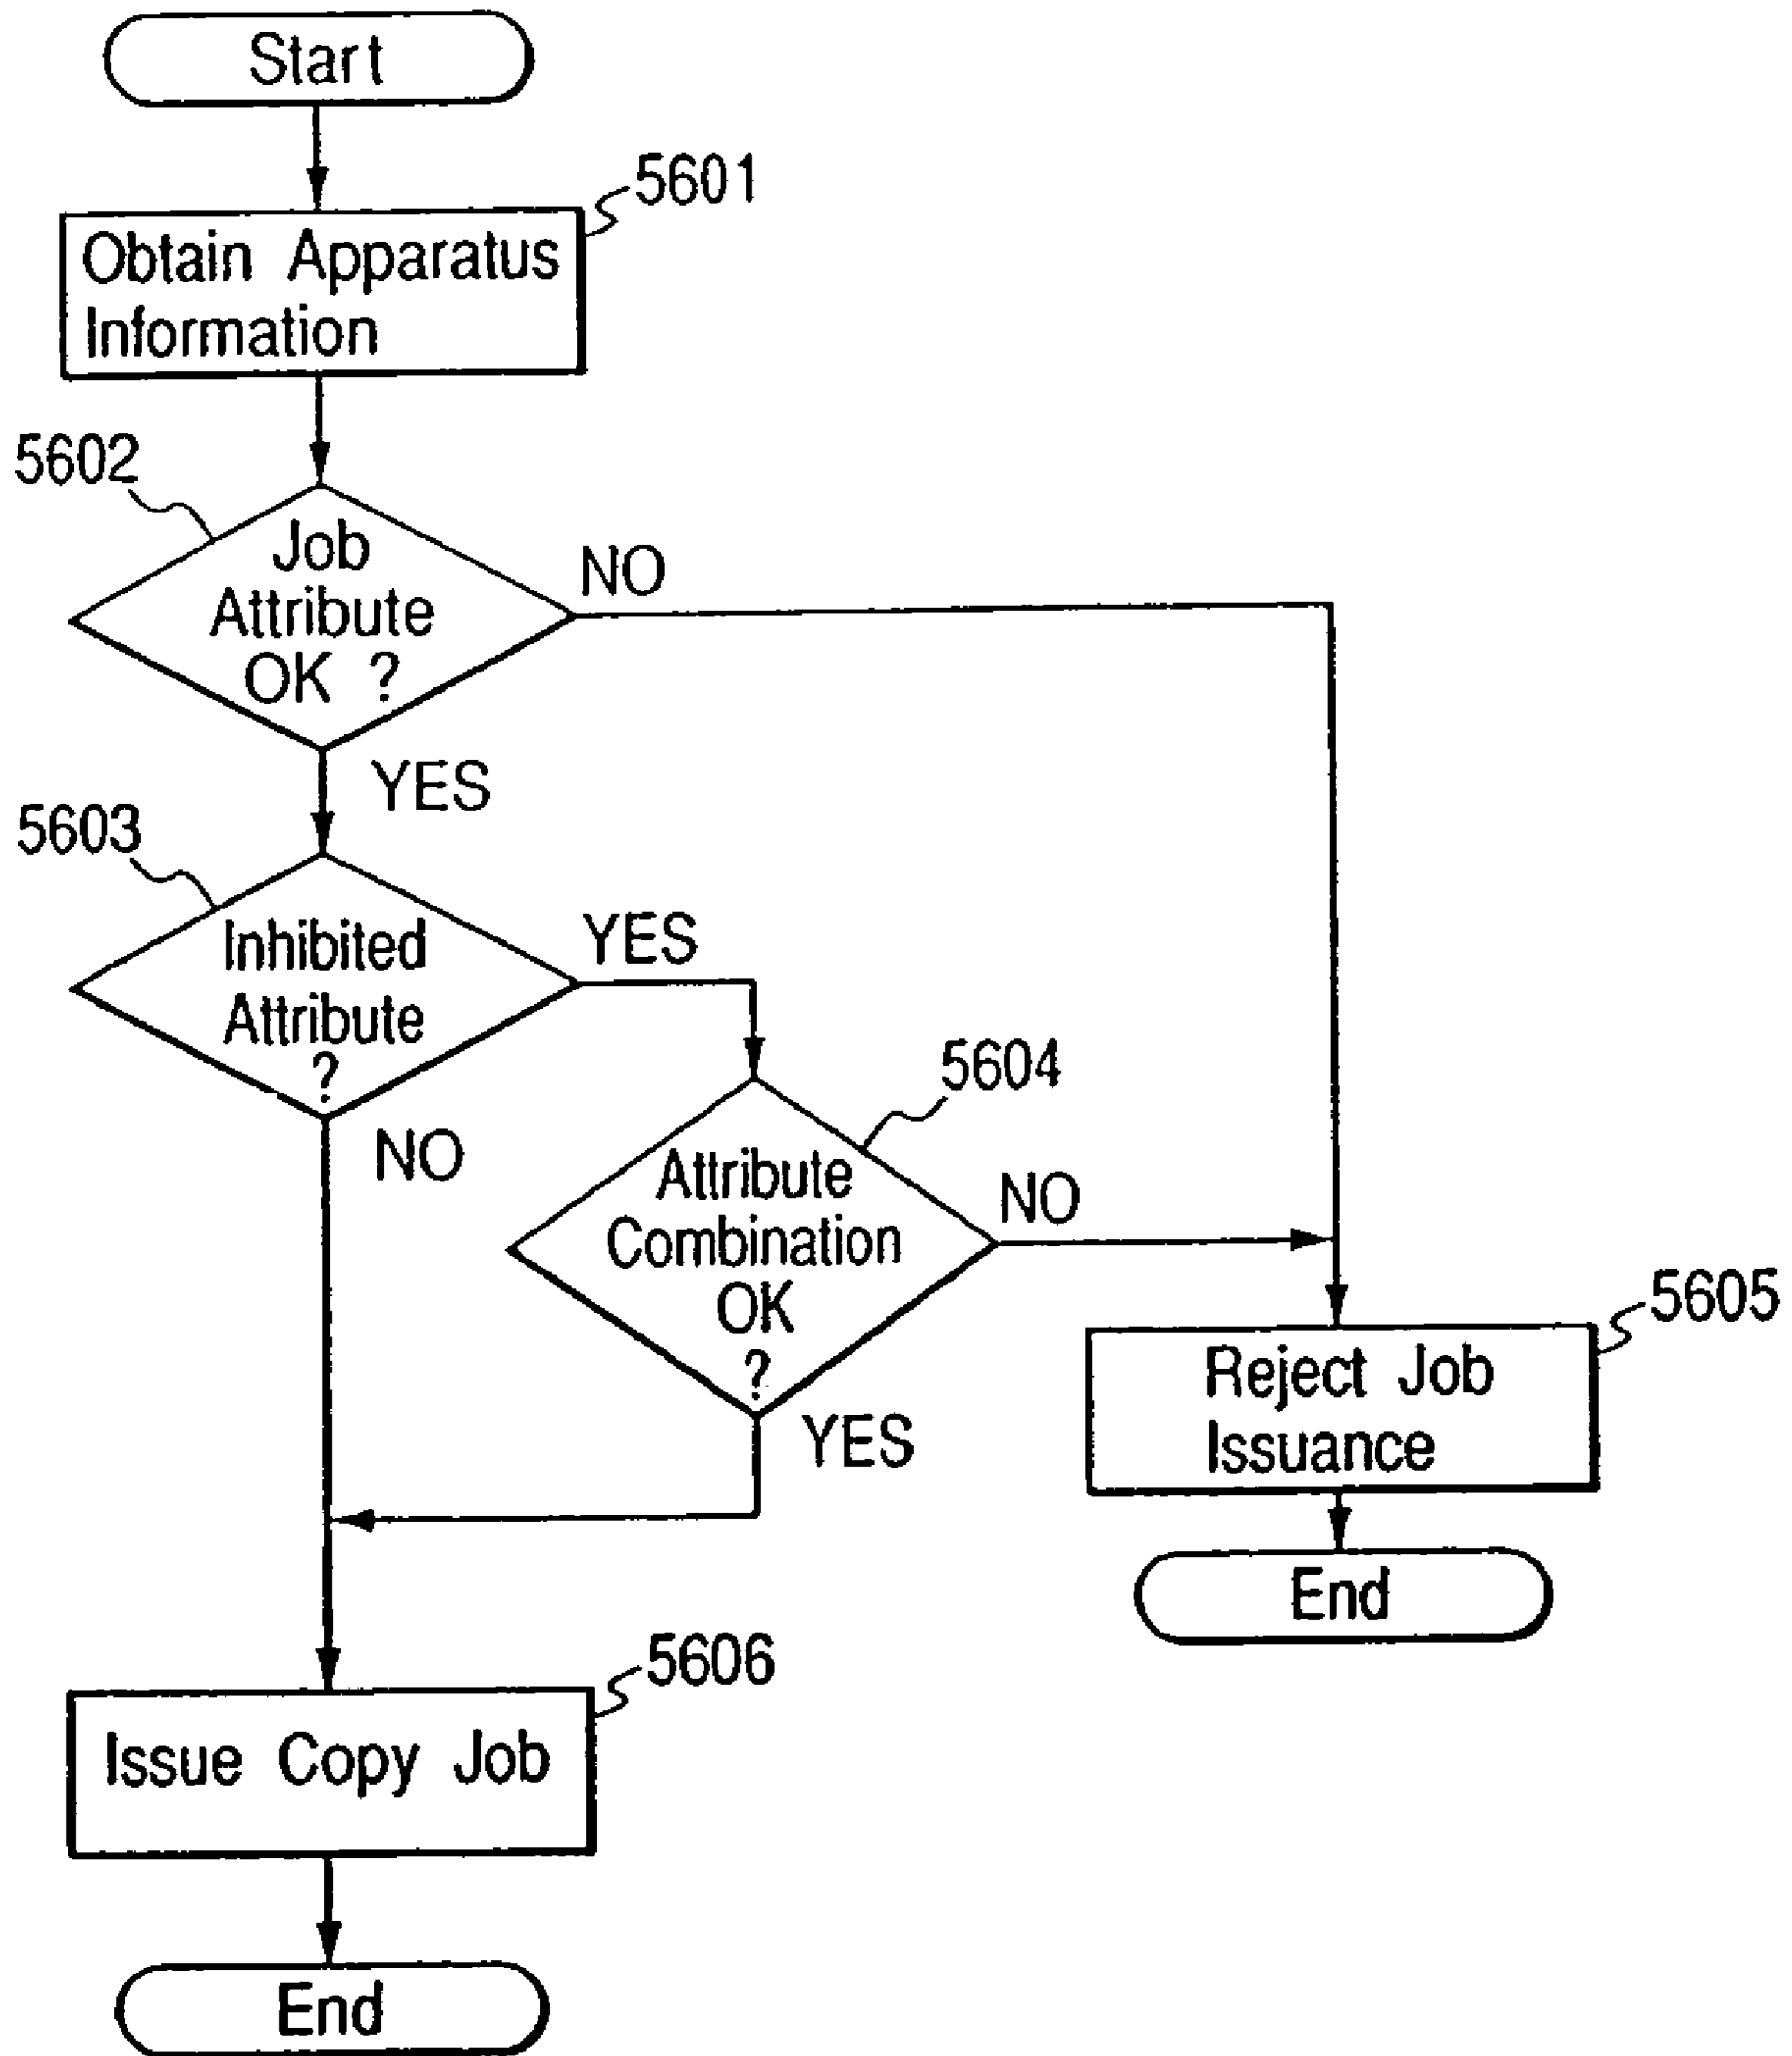 Start
5601
Obtain Apparatus
Information
5602
Job
Attribute
OK ?
NO
YES
5603
Inhibited
Attribute
?
YES
NO
5604
Attribute
Combination
OK
?
NO
YES
5605
Reject Job
Issuance
End
5606
Issue Copy Job
End